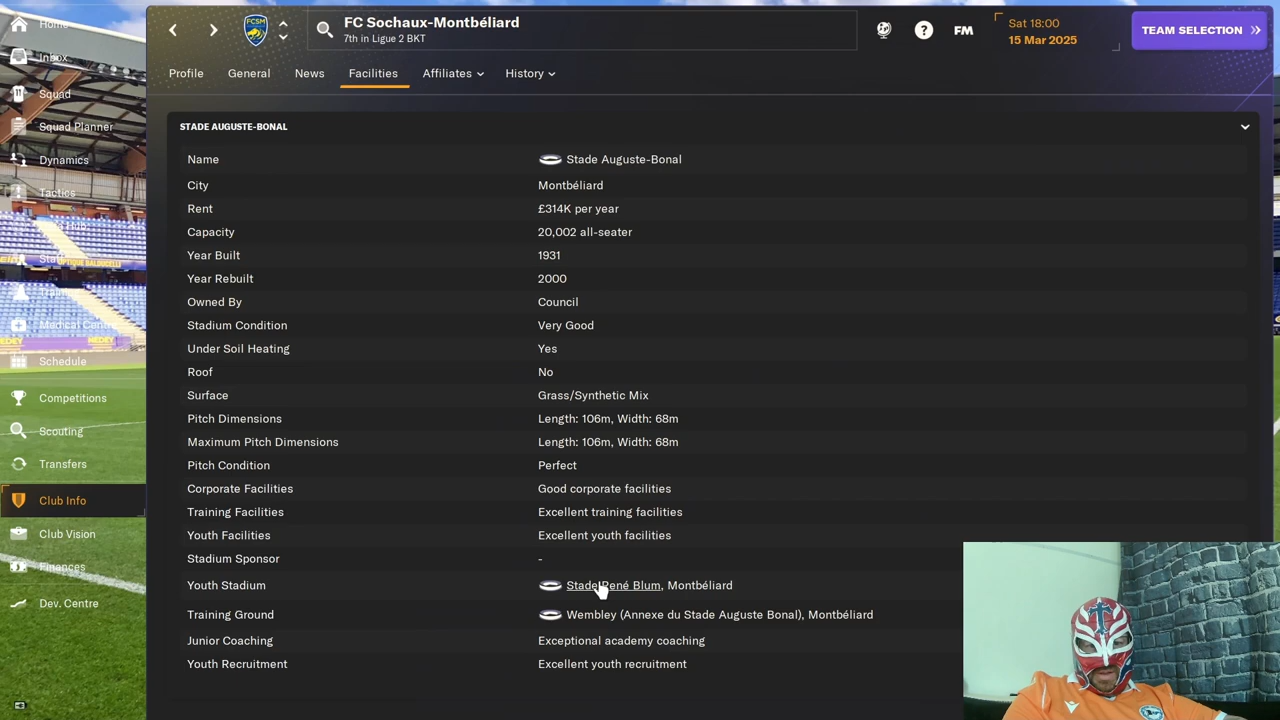 Home
FC Sochaux-Montbéliard
7th in Ligue 2 BKT
FM
Sat 18:00
15 Mar 2025
TEAM SELECTION
Inbox
Squad
Squad Planner
Dynamics
Tactics
Schedule
Competitions
Scouting
Transfers
Club Info
Club Vision
Finances
Dev. Centre
Profile
General
News
Facilities
Affiliates
History
STADE AUGUSTE-BONAL
Name Stade Auguste-Bonal
City Montbéliard
Rent £314K per year
Capacity 20,002 all-seater
Year Built 1931
Year Rebuilt 2000
Owned By Council
Stadium Condition Very Good
Under Soil Heating Yes
Roof No
Surface Grass/Synthetic Mix
Pitch Dimensions Length: 106m, Width: 68m
Maximum Pitch Dimensions Length: 106m, Width: 68m
Pitch Condition Perfect
Corporate Facilities Good corporate facilities
Training Facilities Excellent training facilities
Youth Facilities Excellent youth facilities
Stadium Sponsor -
Youth Stadium Stade René Blum, Montbéliard
Training Ground Wembley (Annexe du Stade Auguste Bonal), Montbéliard
Junior Coaching Exceptional academy coaching
Youth Recruitment Excellent youth recruitment